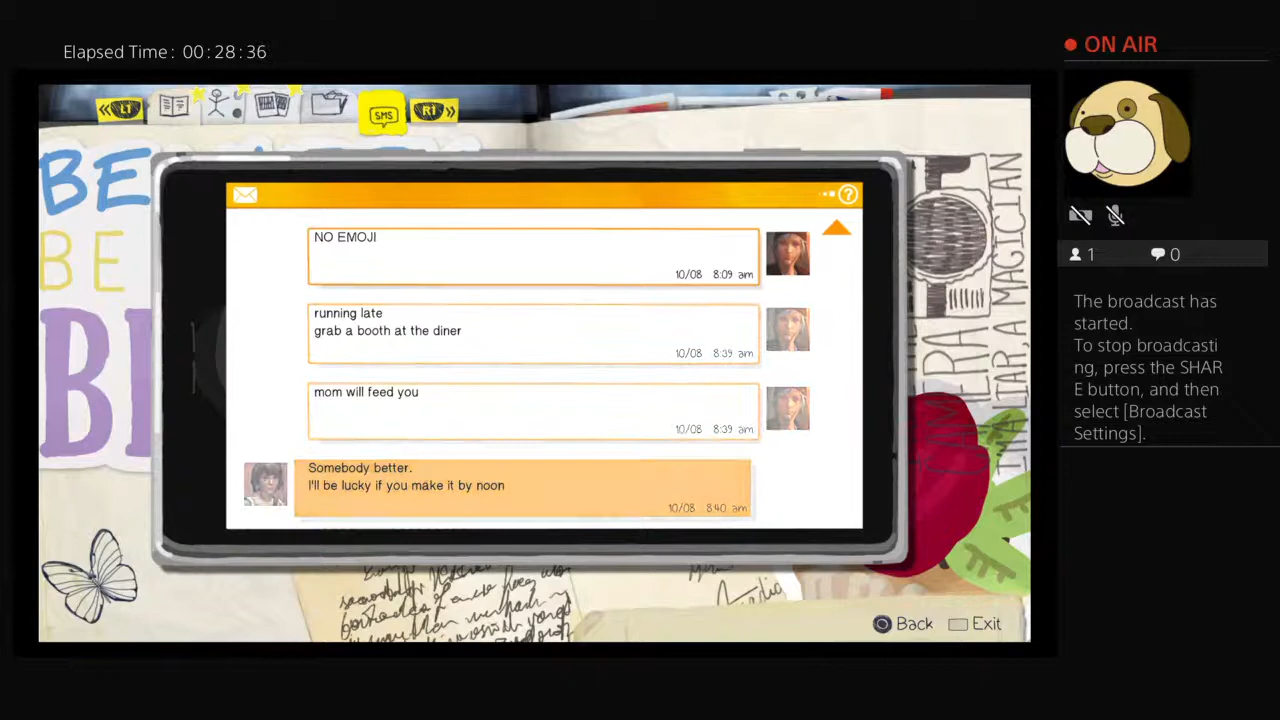 Elapsed Time: 00:28:36
ON AIR
LT
SMS
RT
BE
BE
NO EMOJI
10/08 8:09 am
running late
grab a booth at the diner
10/08 8:39 am
mom will feed you
10/08 8:39 am
Somebody better.
I'll be lucky if you make it by noon
10/08 8:40 am
I'M A LIAR, A MAGICIAN
Back
Exit
1
0
The broadcast has
started.
To stop broadcasti
ng, press the SHAR
E button, and then
select [Broadcast
Settings].